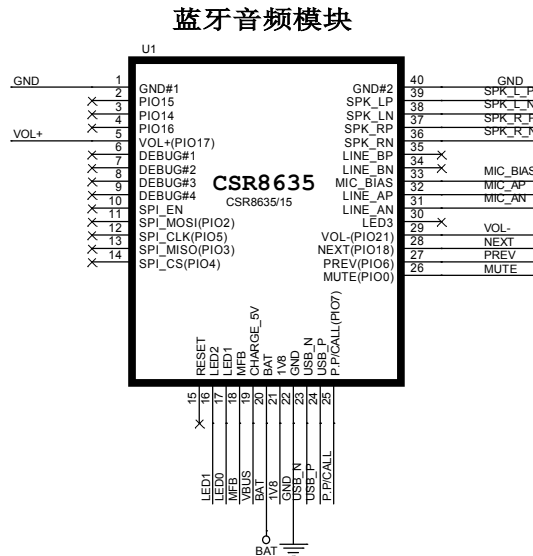 蓝牙音频模块
U1
GND 1 GND#1
2 PIO15
3 PIO14
4 PIO16
VOL+ 5 VOL+(PIO17)
6 DEBUG#1
7 DEBUG#2
8 DEBUG#3
9 DEBUG#4
10 SPI_EN
11 SPI_MOSI(PIO2)
12 SPI_CLK(PIO5)
13 SPI_MISO(PIO3)
14 SPI_CS(PIO4)
CSR8635
CSR8635/15
GND#2 40 GND
SPK_LP 39 SPK_L_P
SPK_LN 38 SPK_L_N
SPK_RP 37 SPK_R_P
SPK_RN 36 SPK_R_N
LINE_BP 35
LINE_BN 34
MIC_BIAS 33 MIC_BIAS
LINE_AP 32 MIC_AP
LINE_AN 31 MIC_AN
LED3 30
VOL-(PIO21) 29 VOL-
NEXT(PIO18) 28 NEXT
PREV(PIO6) 27 PREV
MUTE(PIO0) 26 MUTE
RESET 15
LED2 16 LED1
LED1 17 LED0
MFB 18 MFB
CHARGE_5V 19 VBUS
BAT 20 BAT
1V8 21 1V8
GND 22 GND
USB_N 23 USB_N
USB_P 24 USB_P
P.P/CALL(PIO7) 25 P.P/CALL
BAT